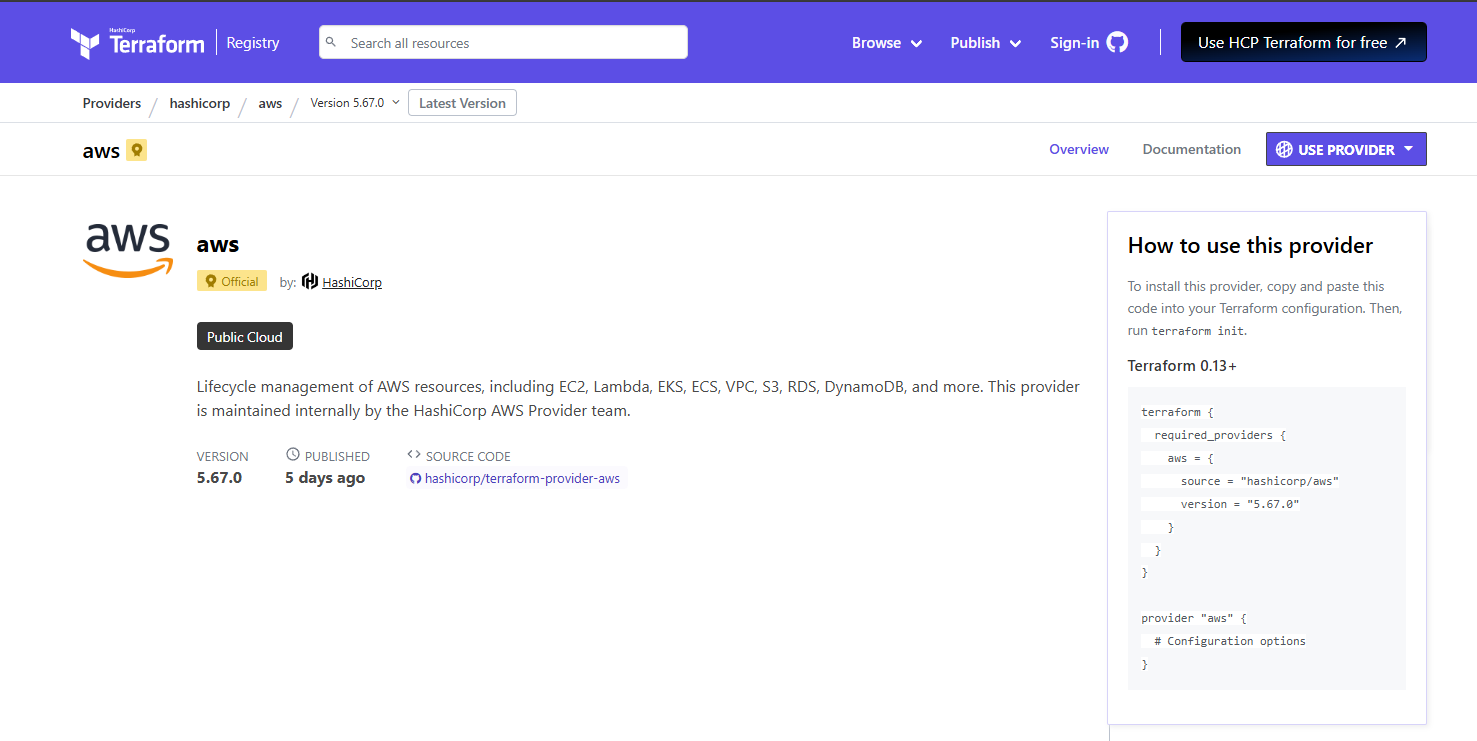 HashiCorp
Terraform Registry Search all resources Browse Publish Sign-in Use HCP Terraform for free
Providers / hashicorp / aws / Version 5.67.0 Latest Version
aws Overview Documentation USE PROVIDER
aws
aws
Official by: HashiCorp
Public Cloud
Lifecycle management of AWS resources, including EC2, Lambda, EKS, ECS, VPC, S3, RDS, DynamoDB, and more. This provider
is maintained internally by the HashiCorp AWS Provider team.
VERSION PUBLISHED <> SOURCE CODE
5.67.0 5 days ago hashicorp/terraform-provider-aws
How to use this provider
To install this provider, copy and paste this
code into your Terraform configuration. Then,
run terraform init.
Terraform 0.13+
terraform {
  required_providers {
    aws = {
      source = "hashicorp/aws"
      version = "5.67.0"
    }
  }
}

provider "aws" {
  # Configuration options
}